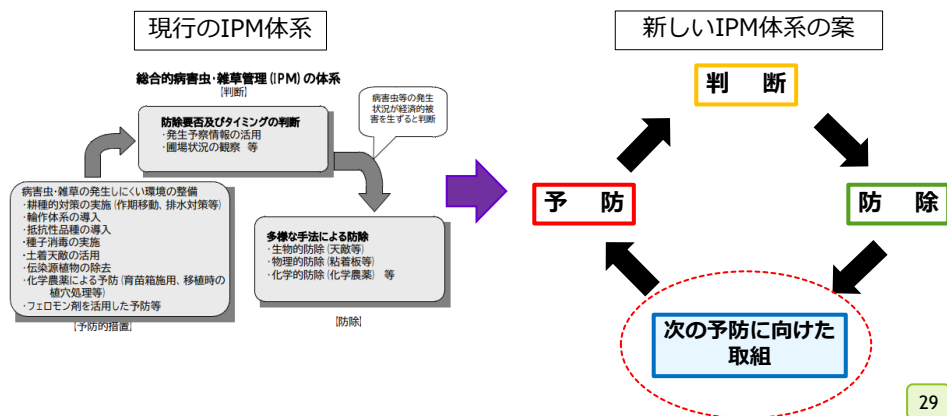 現行のIPM体系
新しいIPM体系の案
総合的病害虫・雑草管理(IPM)の体系
【判断】
防除要否及びタイミングの判断
・発生予察情報の活用
・圃場状況の観察 等
病害虫等の発生
状況が経済的被
害を生ずると判断
病害虫・雑草の発生しにくい環境の整備
・耕種的対策の実施(作期移動、排水対策等)
・輪作体系の導入
・抵抗性品種の導入
・種子消毒の実施
・土着天敵の活用
・伝染源植物の除去
・化学農薬による予防(育苗箱施用、移植時の
植穴処理等)
・フェロモン剤を活用した予防等
【予防的措置】
多様な手法による防除
・生物的防除(天敵等)
・物理的防除(粘着板等)
・化学的防除(化学農薬) 等
【防除】
判 断
予 防
防 除
次の予防に向けた
取組
29